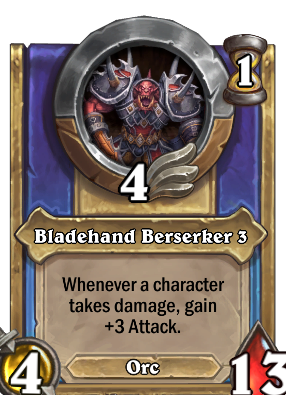 1
4
Bladehand Berserker 3
Whenever a character
takes damage, gain
+3 Attack.
4
Orc
13